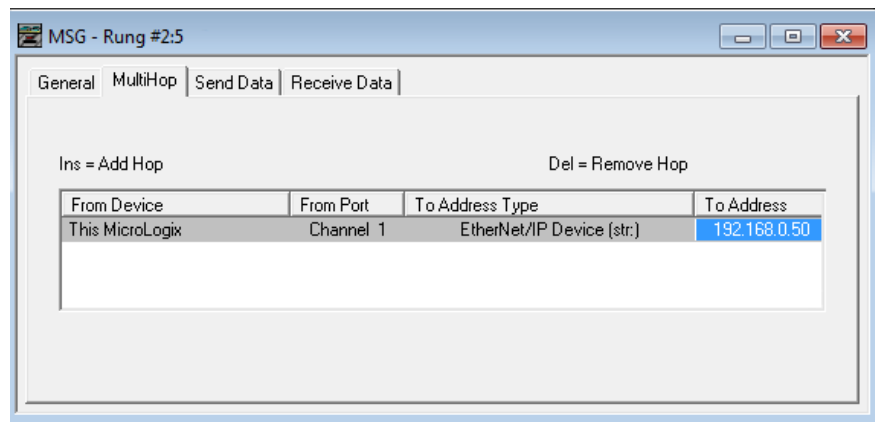 MSG - Rung #2:5
General MultiHop Send Data Receive Data
Ins = Add Hop Del = Remove Hop
From Device From Port To Address Type To Address
This MicroLogix Channel 1 EtherNet/IP Device (str:) 192.168.0.50